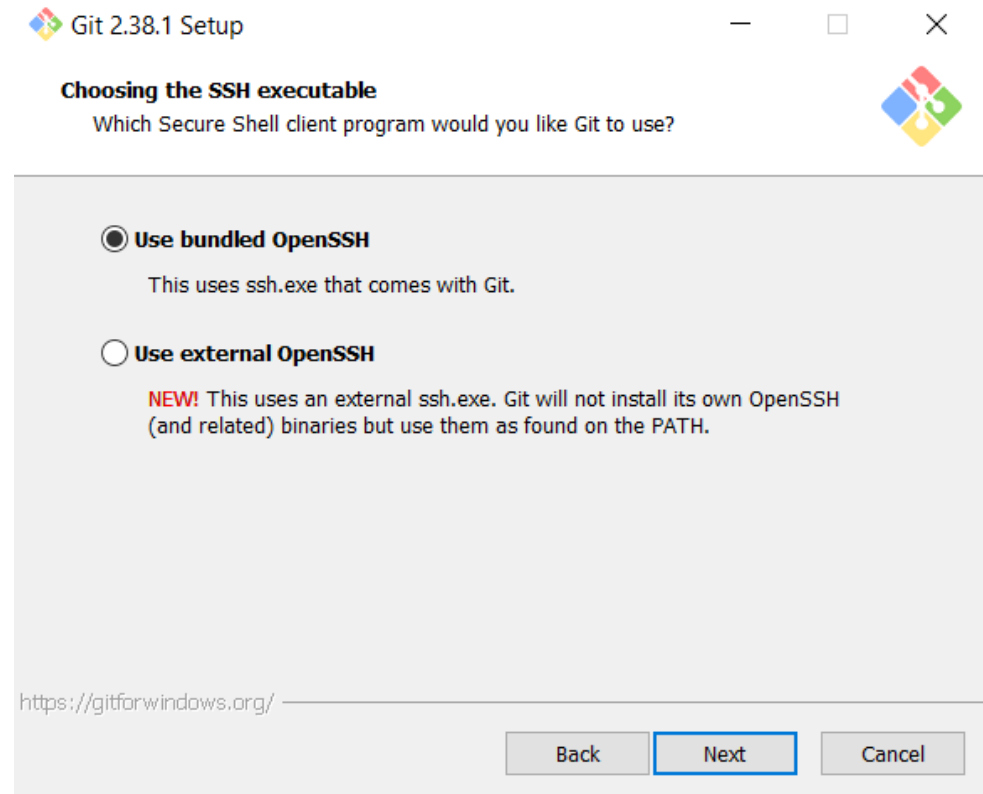 Git 2.38.1 Setup
Choosing the SSH executable
Which Secure Shell client program would you like Git to use?
Use bundled OpenSSH
This uses ssh.exe that comes with Git.
Use external OpenSSH
NEW! This uses an external ssh.exe. Git will not install its own OpenSSH
(and related) binaries but use them as found on the PATH.
https://gitforwindows.org/
Back
Next
Cancel